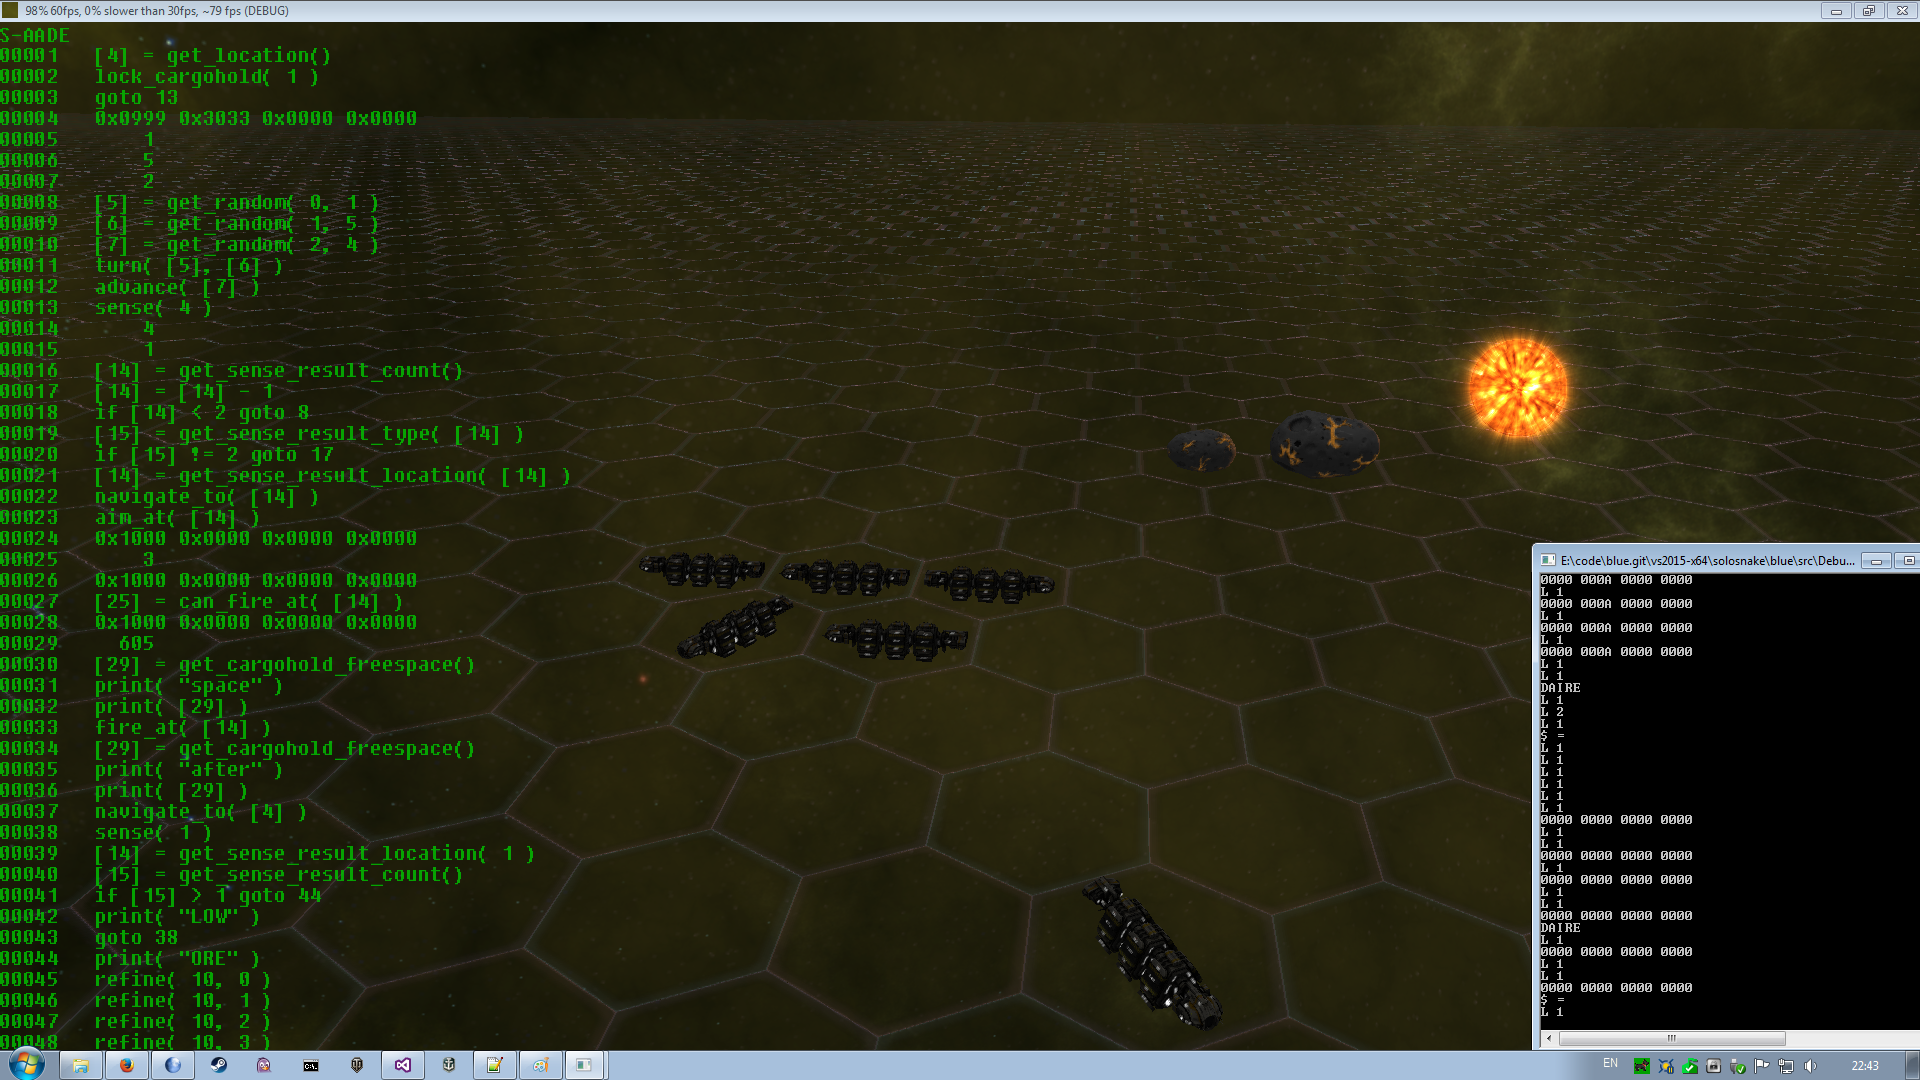 98% 60fps, 0% slower than 30fps, ~79 fps (DEBUG)
S-AADE
00001 [4] = get_location()
00002 lock_cargohold( 1 )
00003 goto 13
00004 0x0999 0x3033 0x0000 0x0000
00005 1
00006 5
00007 2
00008 [5] = get_random( 0, 1 )
00009 [6] = get_random( 1, 5 )
00010 [7] = get_random( 2, 4 )
00011 turn( [5], [6] )
00012 advance( [7] )
00013 sense( 4 )
00014 4
00015 1
00016 [14] = get_sense_result_count()
00017 [14] = [14] - 1
00018 if [14] < 2 goto 8
00019 [15] = get_sense_result_type( [14] )
00020 if [15] != 2 goto 17
00021 [14] = get_sense_result_location( [14] )
00022 navigate_to( [14] )
00023 aim_at( [14] )
00024 0x1000 0x0000 0x0000 0x0000
00025 3
00026 0x1000 0x0000 0x0000 0x0000
00027 [25] = can_fire_at( [14] )
00028 0x1000 0x0000 0x0000 0x0000
00029 605
00030 [29] = get_cargohold_freespace()
00031 print( "space" )
00032 print( [29] )
00033 fire_at( [14] )
00034 [29] = get_cargohold_freespace()
00035 print( "after" )
00036 print( [29] )
00037 navigate_to( [4] )
00038 sense( 1 )
00039 [14] = get_sense_result_location( 1 )
00040 [15] = get_sense_result_count()
00041 if [15] > 1 goto 44
00042 print( "LOW" )
00043 goto 38
00044 print( "ORE" )
00045 refine( 10, 0 )
00046 refine( 10, 1 )
00047 refine( 10, 2 )
00048 refine( 10, 3 )
E:\code\blue.git\vs2015-x64\solosnake\blue\src\Debu...
0000 000A 0000 0000
L 1
0000 000A 0000 0000
L 1
0000 000A 0000 0000
L 1
0000 000A 0000 0000
L 1
L 1
DAIRE
L 1
L 2
L 1
$ =
L 1
L 1
L 1
L 1
L 1
L 1
0000 0000 0000 0000
L 1
L 1
0000 0000 0000 0000
L 1
0000 0000 0000 0000
L 1
L 1
0000 0000 0000 0000
DAIRE
L 1
0000 0000 0000 0000
L 1
L 1
0000 0000 0000 0000
$ =
L 1
C:\.
EN
22:43